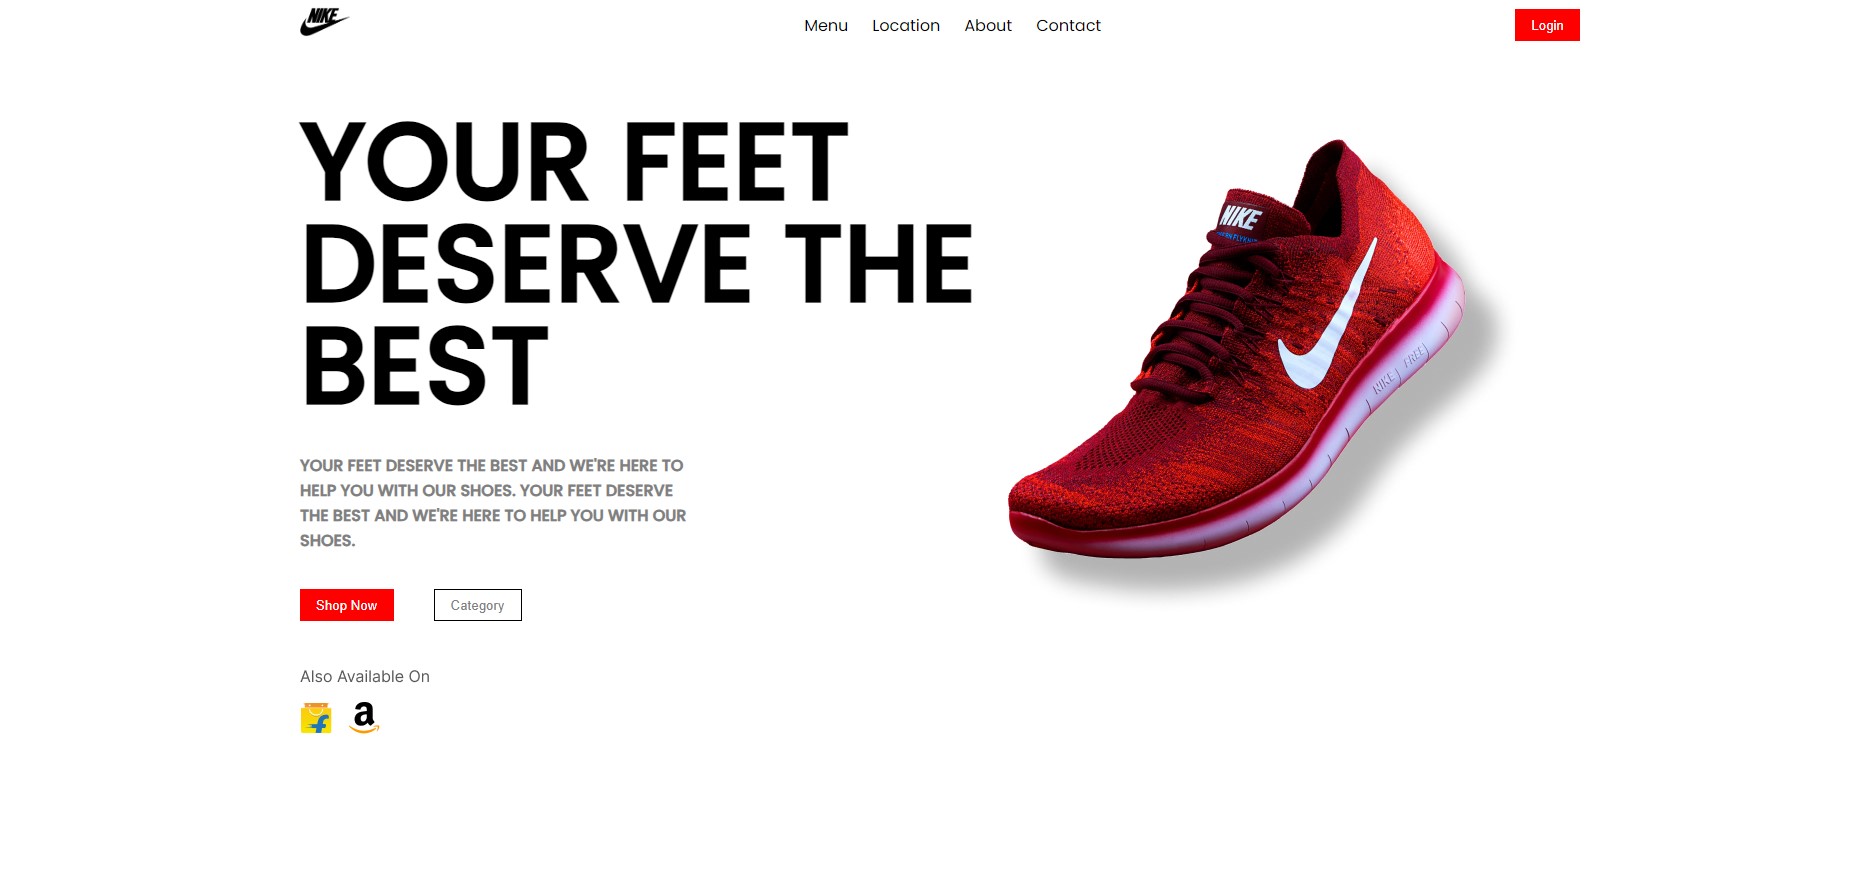 NIKE
Menu Location About Contact
Login
YOUR FEET
DESERVE THE
BEST
NIKE
YOUR FEET DESERVE THE BEST AND WE'RE HERE TO
HELP YOU WITH OUR SHOES. YOUR FEET DESERVE
THE BEST AND WE'RE HERE TO HELP YOU WITH OUR
SHOES.
NIKE FREE
Shop Now
Category
Also Available On
f
a